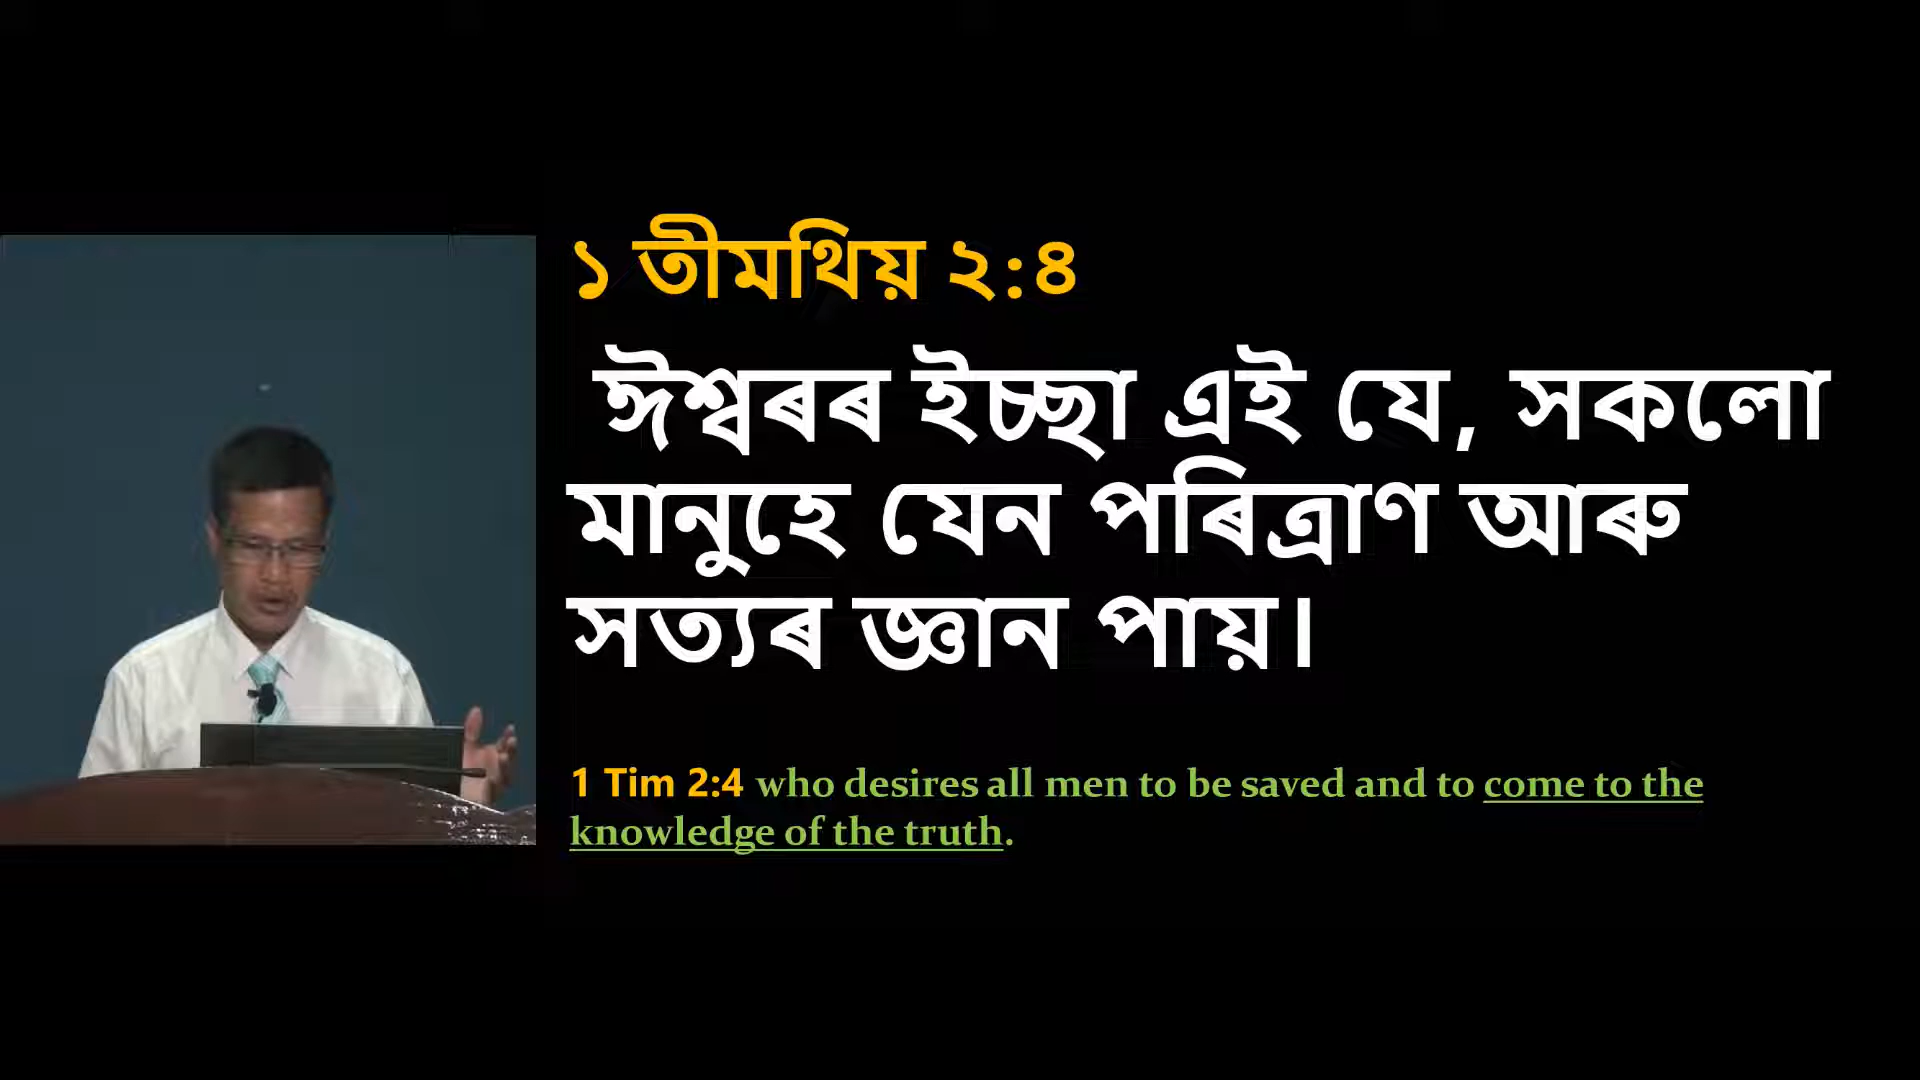 ১ তীমথিয় ২:৪
ঈশ্বৰৰ ইচ্ছা এই যে, সকলো
মানুহে যেন পৰিত্ৰাণ আৰু
সত্যৰ জ্ঞান পায়।
1 Tim 2:4 who desires all men to be saved and to come to the
knowledge of the truth.